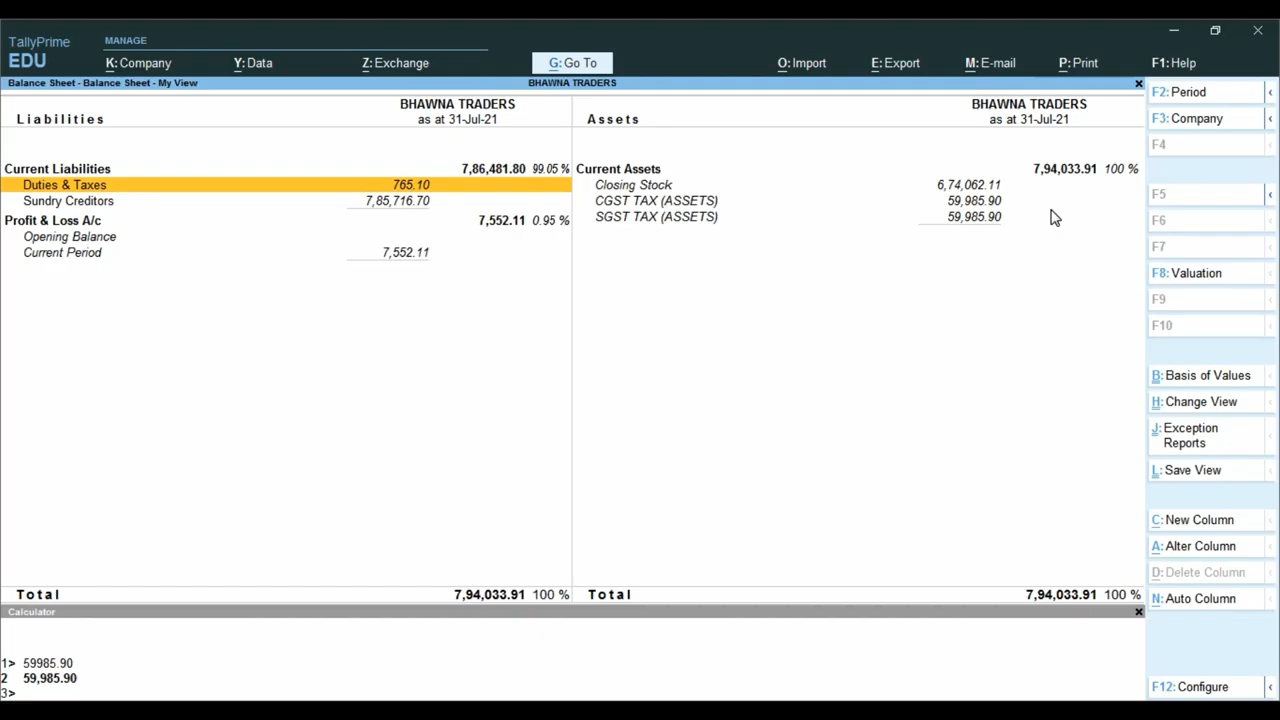 TallyPrime
EDU
MANAGE
K: Company
Y: Data
Z: Exchange
G: Go To
O: Import
E: Export
M: E-mail
P: Print
F1: Help
Balance Sheet - Balance Sheet - My View
BHAWNA TRADERS
Liabilities
BHAWNA TRADERS
as at 31-Jul-21
Assets
BHAWNA TRADERS
as at 31-Jul-21
Current Liabilities 7,86,481.80 99.05 %
Duties & Taxes 765.10
Sundry Creditors 7,85,716.70
Profit & Loss A/c 7,552.11 0.95 %
Opening Balance
Current Period 7,552.11
Current Assets 7,94,033.91 100 %
Closing Stock 6,74,062.11
CGST TAX (ASSETS) 59,985.90
SGST TAX (ASSETS) 59,985.90
Total 7,94,033.91 100 %
Total 7,94,033.91 100 %
Calculator
1> 59985.90
2 59,985.90
3>
F2: Period
F3: Company
F4
F5
F6
F7
F8: Valuation
F9
F10
B: Basis of Values
H: Change View
J: Exception
Reports
L: Save View
C: New Column
A: Alter Column
D: Delete Column
N: Auto Column
F12: Configure